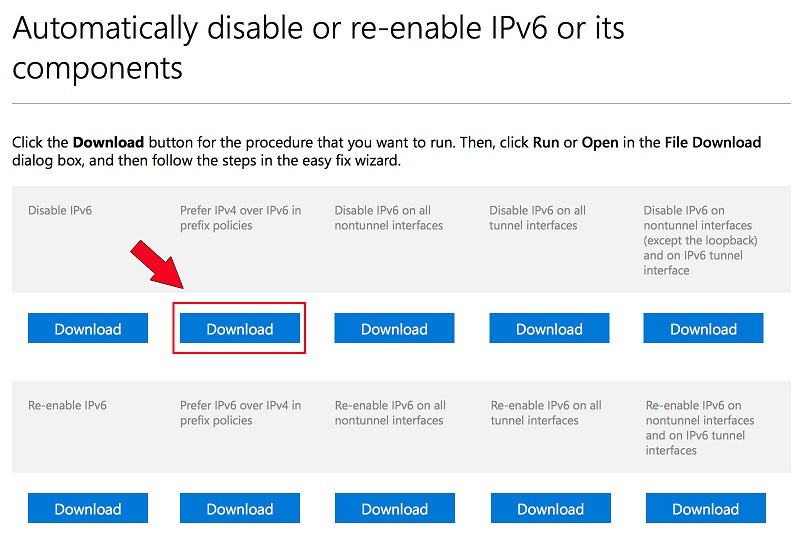 Automatically disable or re-enable IPv6 or its
components
Click the Download button for the procedure that you want to run. Then, click Run or Open in the File Download
dialog box, and then follow the steps in the easy fix wizard.
Disable IPv6
Prefer IPv4 over IPv6 in
prefix policies
Disable IPv6 on all
nontunnel interfaces
Disable IPv6 on all
tunnel interfaces
Disable IPv6 on
nontunnel interfaces
(except the loopback)
and on IPv6 tunnel
interface
Download
Download
Download
Download
Download
Re-enable IPv6
Prefer IPv6 over IPv4 in
prefix policies
Re-enable IPv6 on all
nontunnel interfaces
Re-enable IPv6 on all
tunnel interfaces
Re-enable IPv6 on
nontunnel interfaces
and on IPv6 tunnel
interfaces
Download
Download
Download
Download
Download